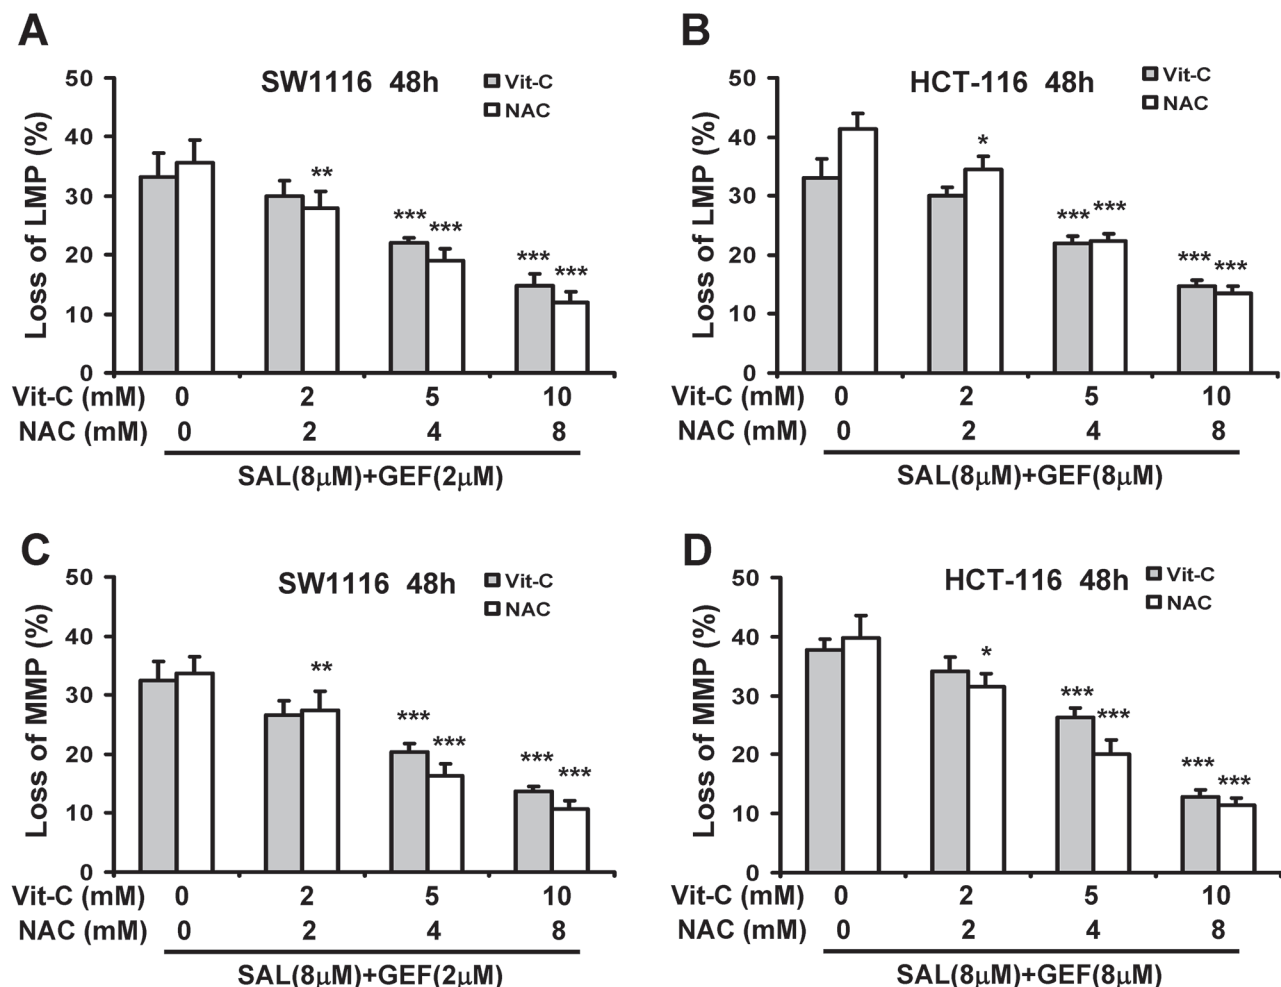 A
SW1116 48h
Vit-C
NAC
Loss of LMP (%)
50
40
30
20
10
0
**
***
***
***
***
Vit-C (mM) 0 2 5 10
NAC (mM) 0 2 4 8
SAL(8μM)+GEF(2μM)
B
HCT-116 48h
Vit-C
NAC
Loss of LMP (%)
50
40
30
20
10
0
*
***
***
***
***
Vit-C (mM) 0 2 5 10
NAC (mM) 0 2 4 8
SAL(8μM)+GEF(8μM)
C
SW1116 48h
Vit-C
NAC
Loss of MMP (%)
50
40
30
20
10
0
**
***
***
***
***
Vit-C (mM) 0 2 5 10
NAC (mM) 0 2 4 8
SAL(8μM)+GEF(2μM)
D
HCT-116 48h
Vit-C
NAC
Loss of MMP (%)
50
40
30
20
10
0
*
***
***
***
***
Vit-C (mM) 0 2 5 10
NAC (mM) 0 2 4 8
SAL(8μM)+GEF(8μM)